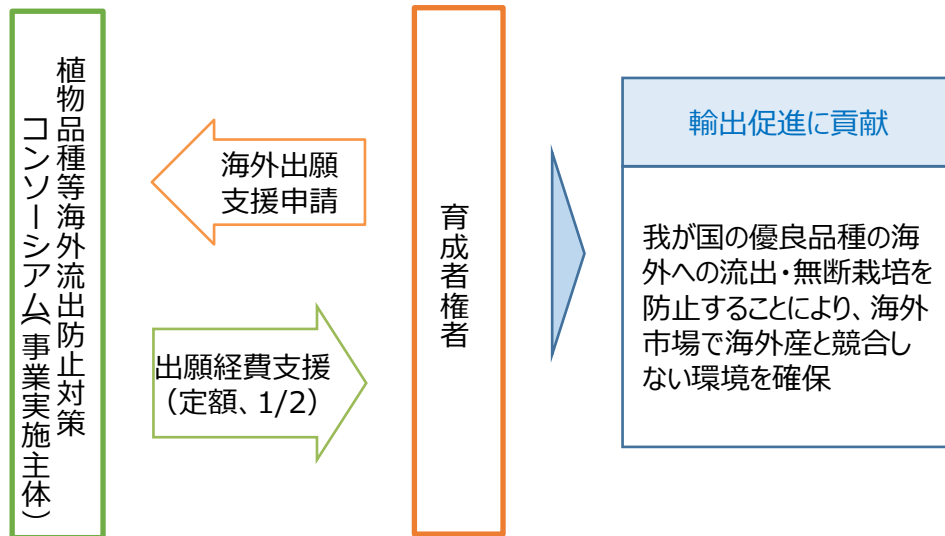 植物品種等海外流出防止対策
コンソーシアム(事業実施主体)
海外出願
支援申請
出願経費支援
（定額、1/2）
育成者権者
輸出促進に貢献
我が国の優良品種の海
外への流出・無断栽培を
防止することにより、海外
市場で海外産と競合し
ない環境を確保